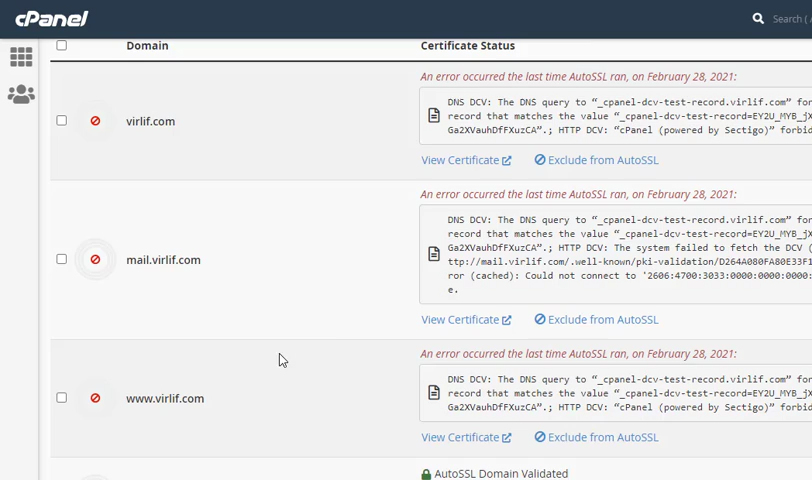 cPanel
Search ( /
Domain
Certificate Status
An error occurred the last time AutoSSL ran, on February 28, 2021:
DNS DCV: The DNS query to “_cpanel-dcv-test-record.virlif.com” for
record that matches the value “_cpanel-dcv-test-record=EY2U_MYB_jX
Ga2XVauhDfFXuzCA”.; HTTP DCV: “cPanel (powered by Sectigo)” forbid
virlif.com
View Certificate
Exclude from AutoSSL
An error occurred the last time AutoSSL ran, on February 28, 2021:
DNS DCV: The DNS query to “_cpanel-dcv-test-record.virlif.com” for
record that matches the value “_cpanel-dcv-test-record=EY2U_MYB_jX
Ga2XVauhDfFXuzCA”.; HTTP DCV: The system failed to fetch the DCV (
ttp://mail.virlif.com/.well-known/pki-validation/D264A080FA80E33F1
ror (cached): Could not connect to '2606:4700:3033:0000:0000:0000:
e.
mail.virlif.com
View Certificate
Exclude from AutoSSL
An error occurred the last time AutoSSL ran, on February 28, 2021:
DNS DCV: The DNS query to “_cpanel-dcv-test-record.virlif.com” for
record that matches the value “_cpanel-dcv-test-record=EY2U_MYB_jX
Ga2XVauhDfFXuzCA”.; HTTP DCV: “cPanel (powered by Sectigo)” forbid
www.virlif.com
View Certificate
Exclude from AutoSSL
AutoSSL Domain Validated